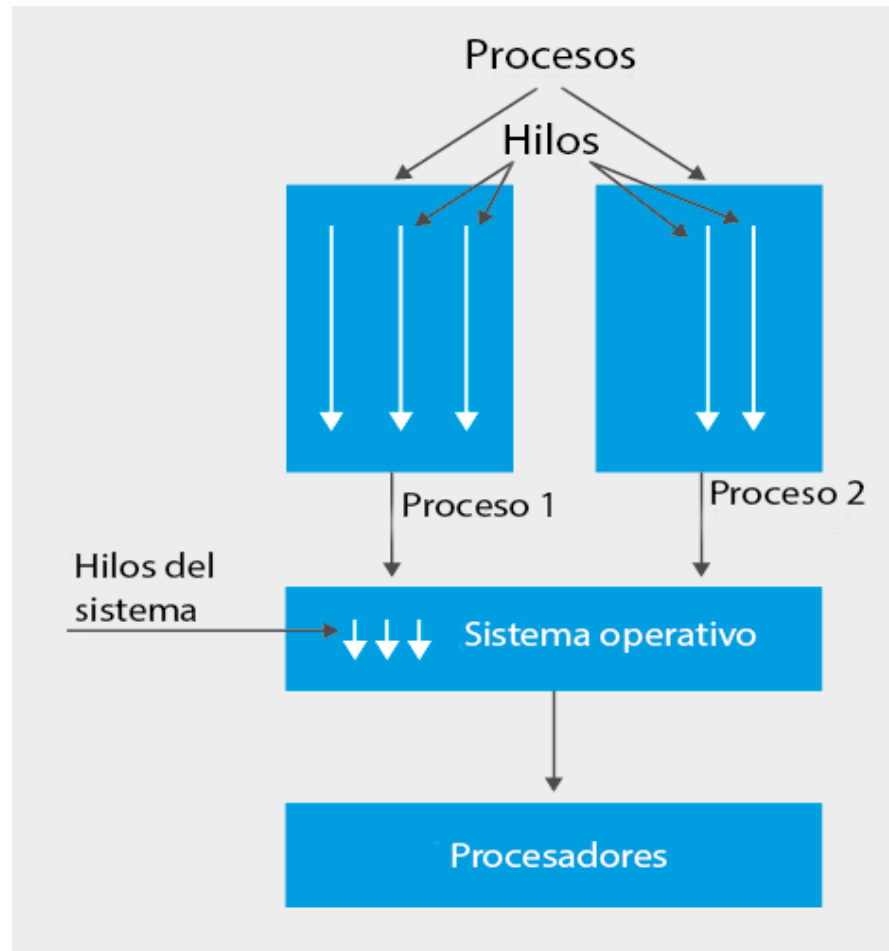 Procesos
Hilos
Proceso 1
Proceso 2
Hilos del
sistema
Sistema operativo
Procesadores